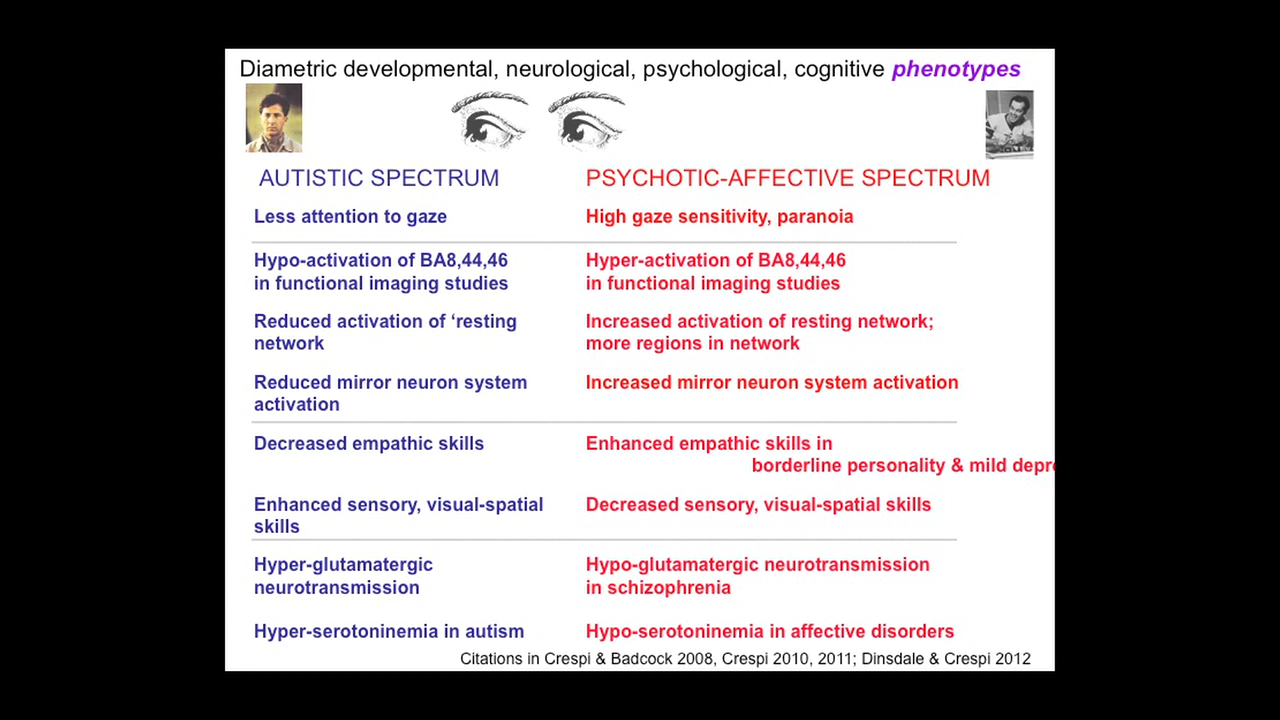 Diametric developmental, neurological, psychological, cognitive phenotypes
AUTISTIC SPECTRUM
PSYCHOTIC-AFFECTIVE SPECTRUM
Less attention to gaze
High gaze sensitivity, paranoia
Hypo-activation of BA8,44,46
in functional imaging studies
Hyper-activation of BA8,44,46
in functional imaging studies
Reduced activation of ‘resting
network
Increased activation of resting network;
more regions in network
Reduced mirror neuron system
activation
Increased mirror neuron system activation
Decreased empathic skills
Enhanced empathic skills in
borderline personality & mild depre
Enhanced sensory, visual-spatial
skills
Decreased sensory, visual-spatial skills
Hyper-glutamatergic
neurotransmission
Hypo-glutamatergic neurotransmission
in schizophrenia
Hyper-serotoninemia in autism
Hypo-serotoninemia in affective disorders
Citations in Crespi & Badcock 2008, Crespi 2010, 2011; Dinsdale & Crespi 2012